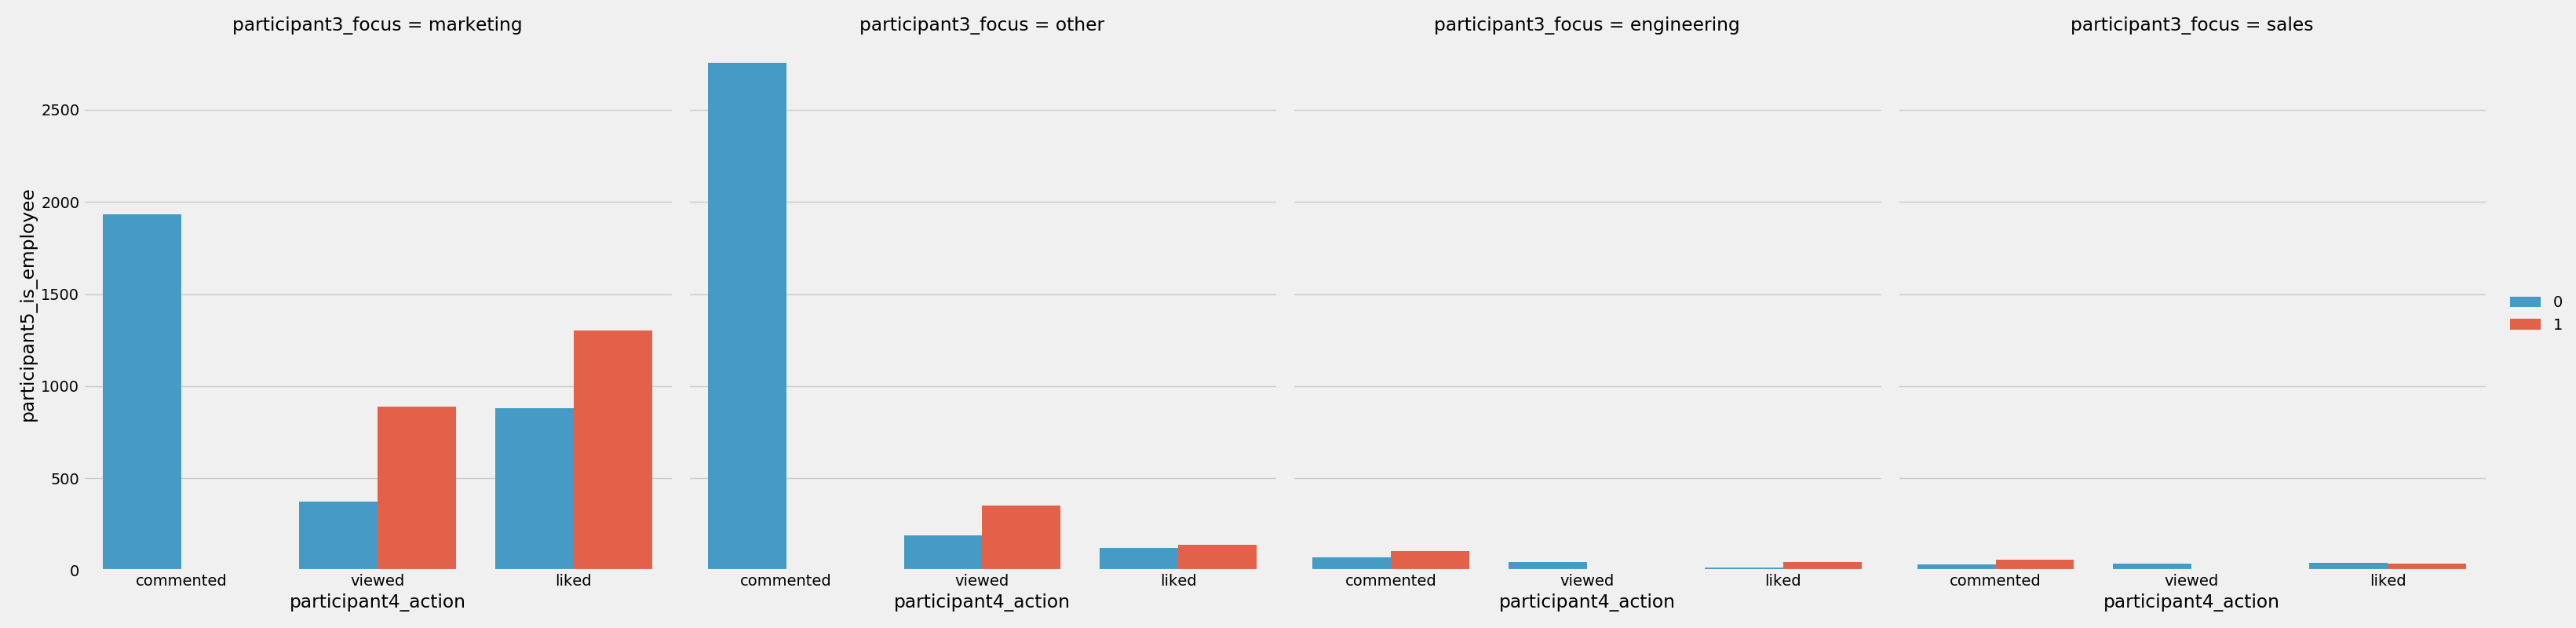 participant3_focus = marketing
participant3_focus = other
participant3_focus = engineering
participant3_focus = sales
participant5_is_employee
2500
2000
1500
1000
500
0
commented viewed liked
commented viewed liked
commented viewed liked
commented viewed liked
participant4_action
participant4_action
participant4_action
participant4_action
0
1